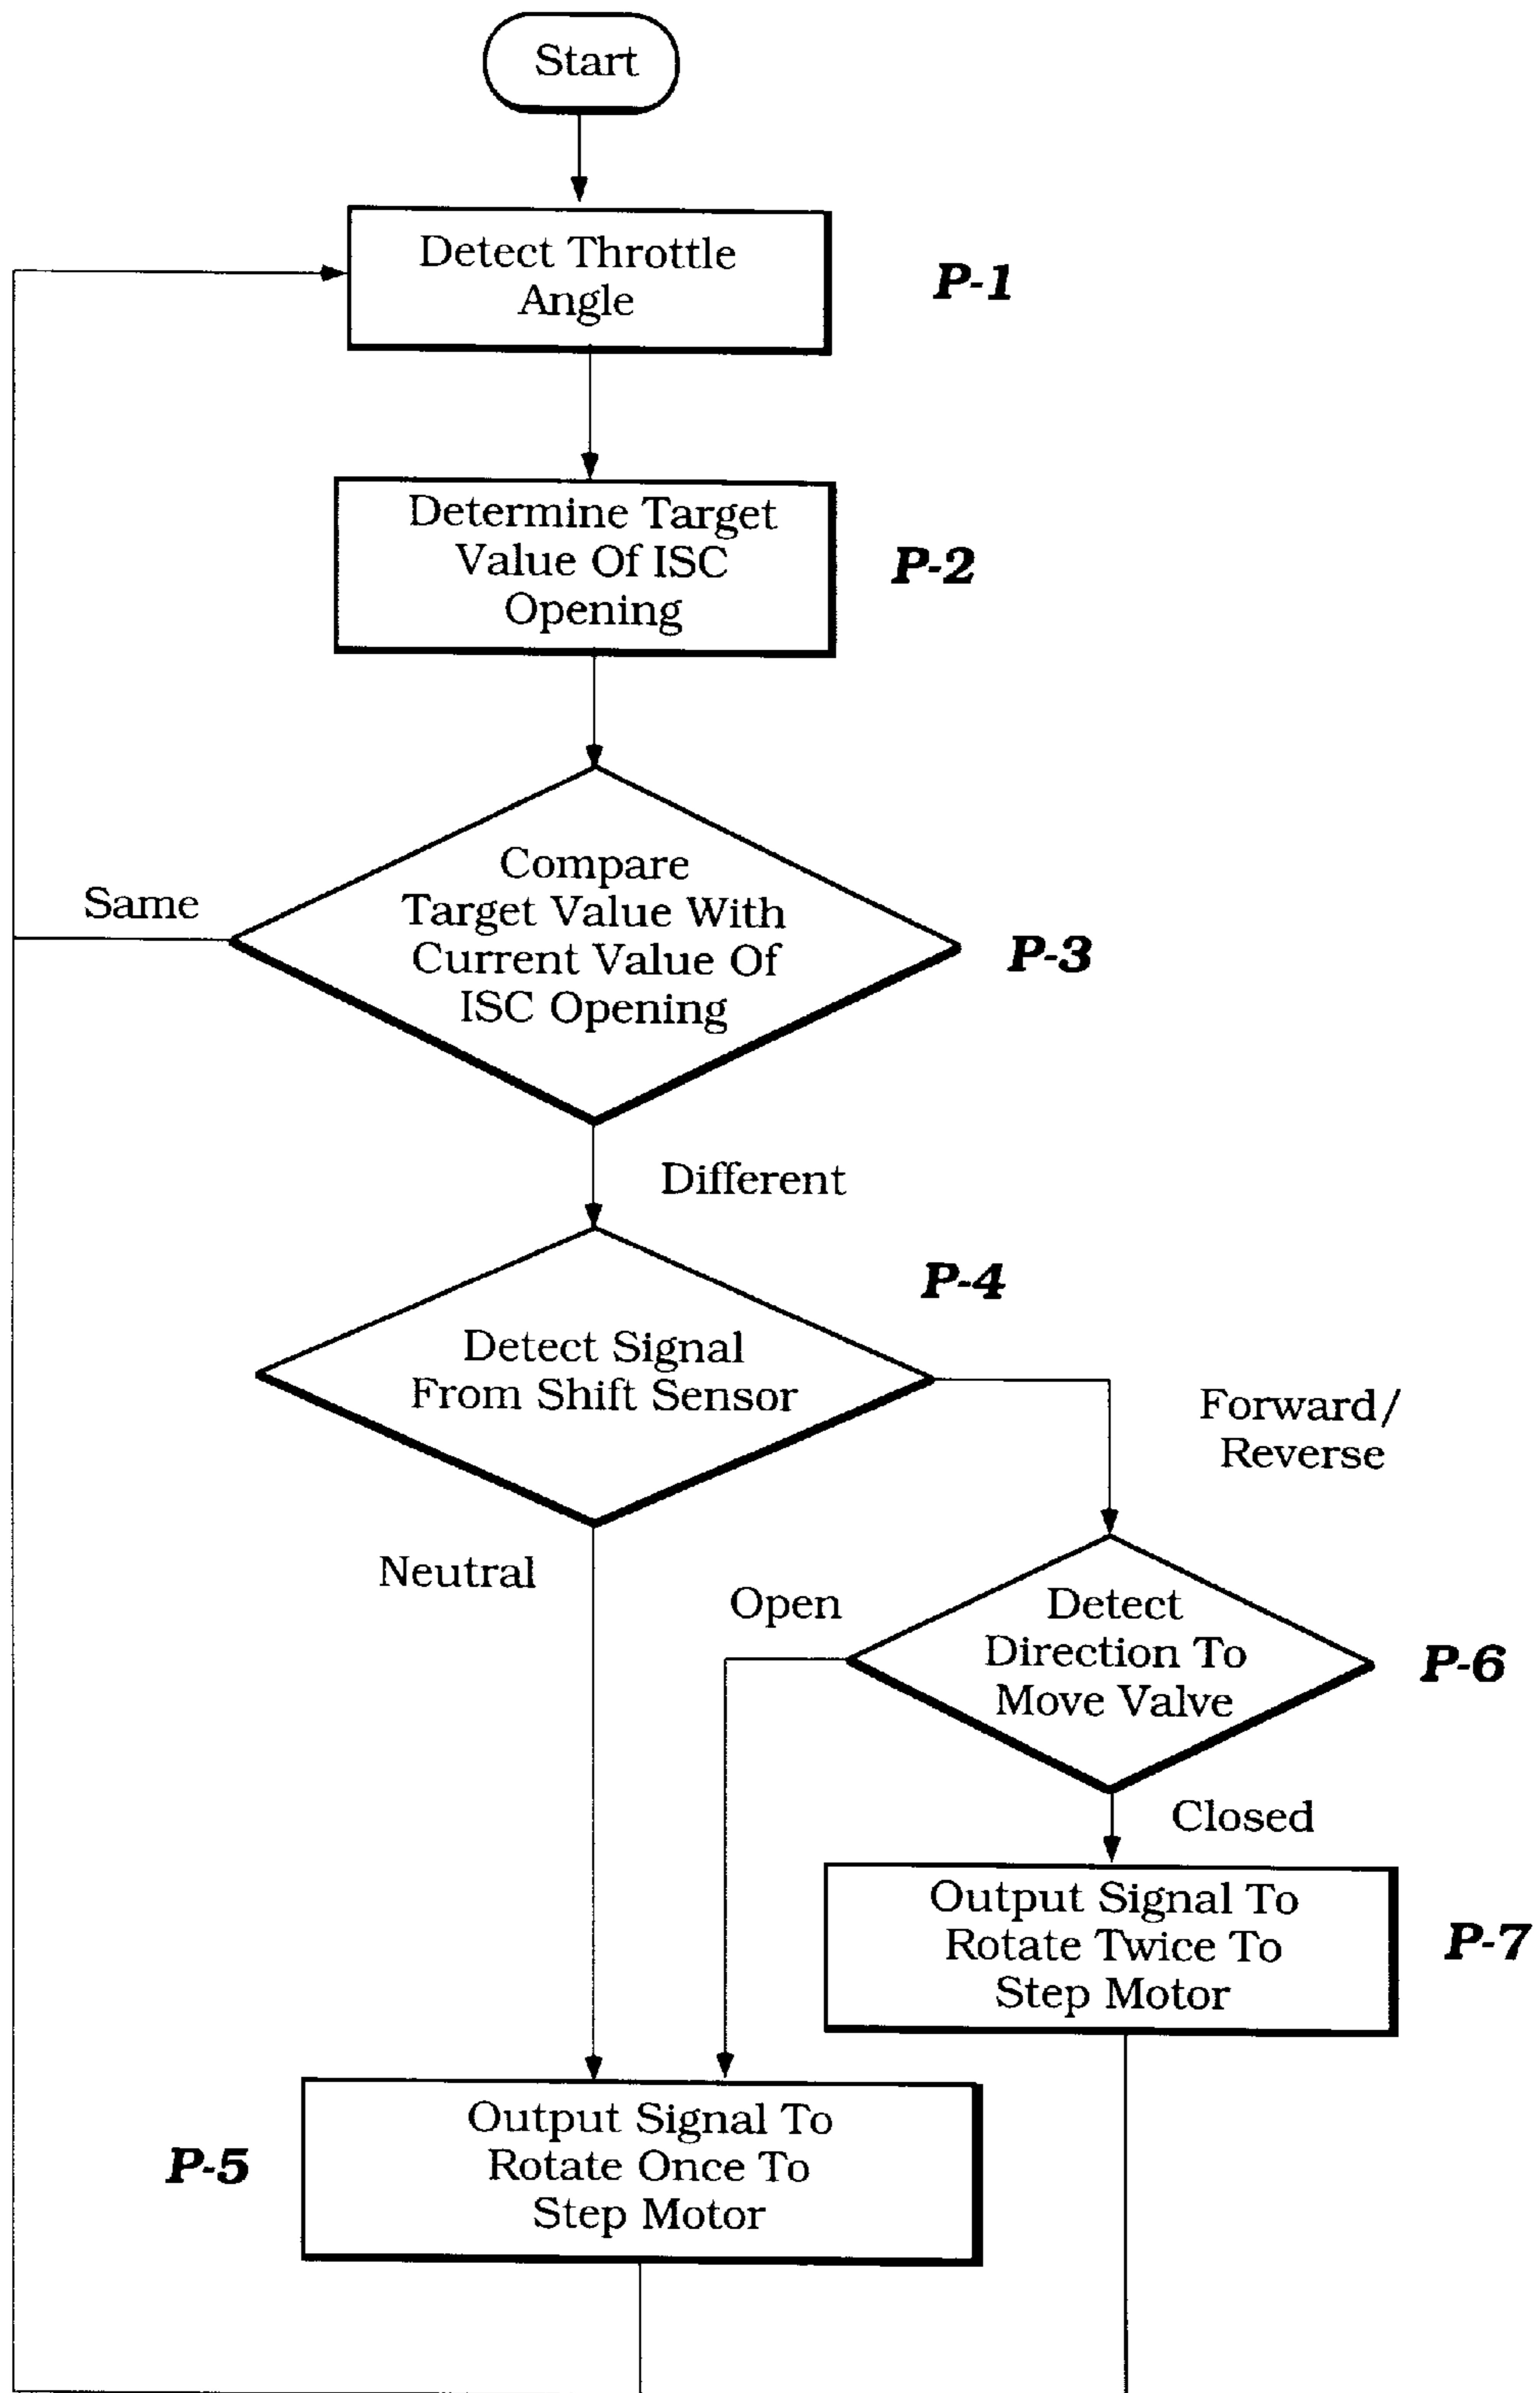 Start
Detect Throttle
Angle
P-1
Determine Target
Value Of ISC
Opening
P-2
Compare
Target Value With
Current Value Of
ISC Opening
P-3
Same
Different
P-4
Detect Signal
From Shift Sensor
Forward/
Reverse
Neutral
Open
Detect
Direction To
Move Valve
P-6
Closed
Output Signal To
Rotate Twice To
Step Motor
P-7
Output Signal To
Rotate Once To
Step Motor
P-5